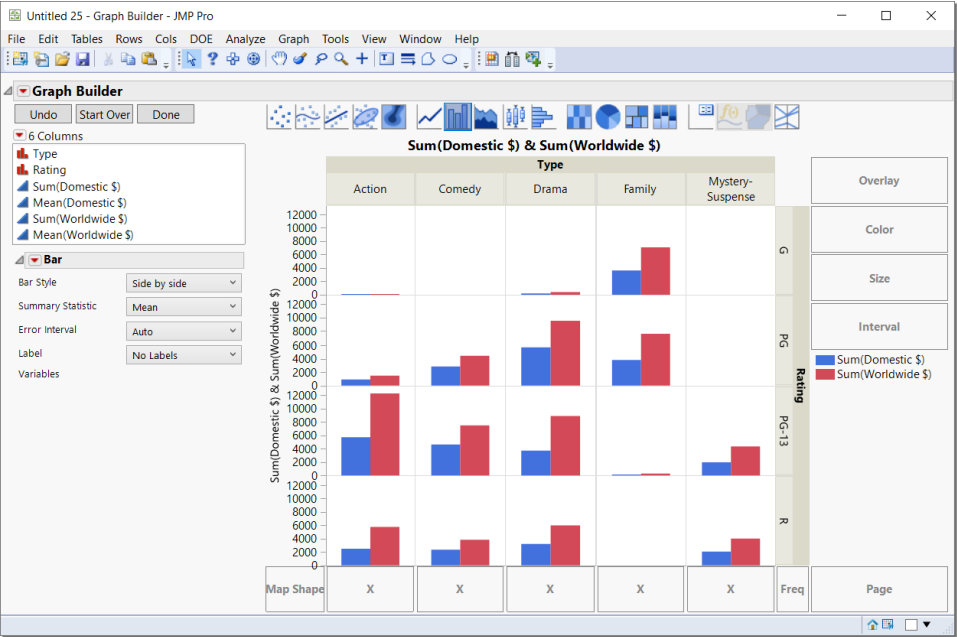 Untitled 25 - Graph Builder - JMP Pro
File Edit Tables Rows Cols DOE Analyze Graph Tools View Window Help
Graph Builder
Undo Start Over Done
6 Columns
Type
Rating
Sum(Domestic $)
Mean(Domestic $)
Sum(Worldwide $)
Mean(Worldwide $)
Bar
Bar Style Side by side
Summary Statistic Mean
Error Interval Auto
Label No Labels
Variables
Sum(Domestic $) & Sum(Worldwide $)
Type
Action Comedy Drama Family Mystery-
Suspense
Sum(Domestic $) & Sum(Worldwide $)
12000
10000
8000
6000
4000
2000
0
12000
10000
8000
6000
4000
2000
0
12000
10000
8000
6000
4000
2000
0
12000
10000
8000
6000
4000
2000
0
G
PG
PG-13
R
Rating
Map Shape X X X X X Freq Page
Overlay
Color
Size
Interval
Sum(Domestic $)
Sum(Worldwide $)